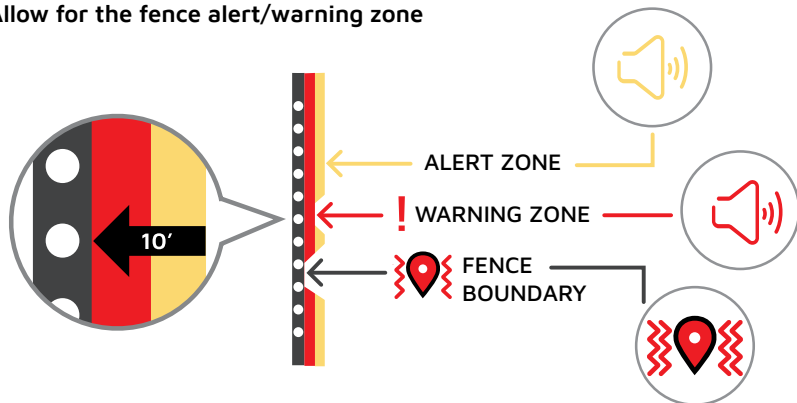 Allow for the fence alert/warning zone
ALERT ZONE
! WARNING ZONE
10′
FENCE
BOUNDARY